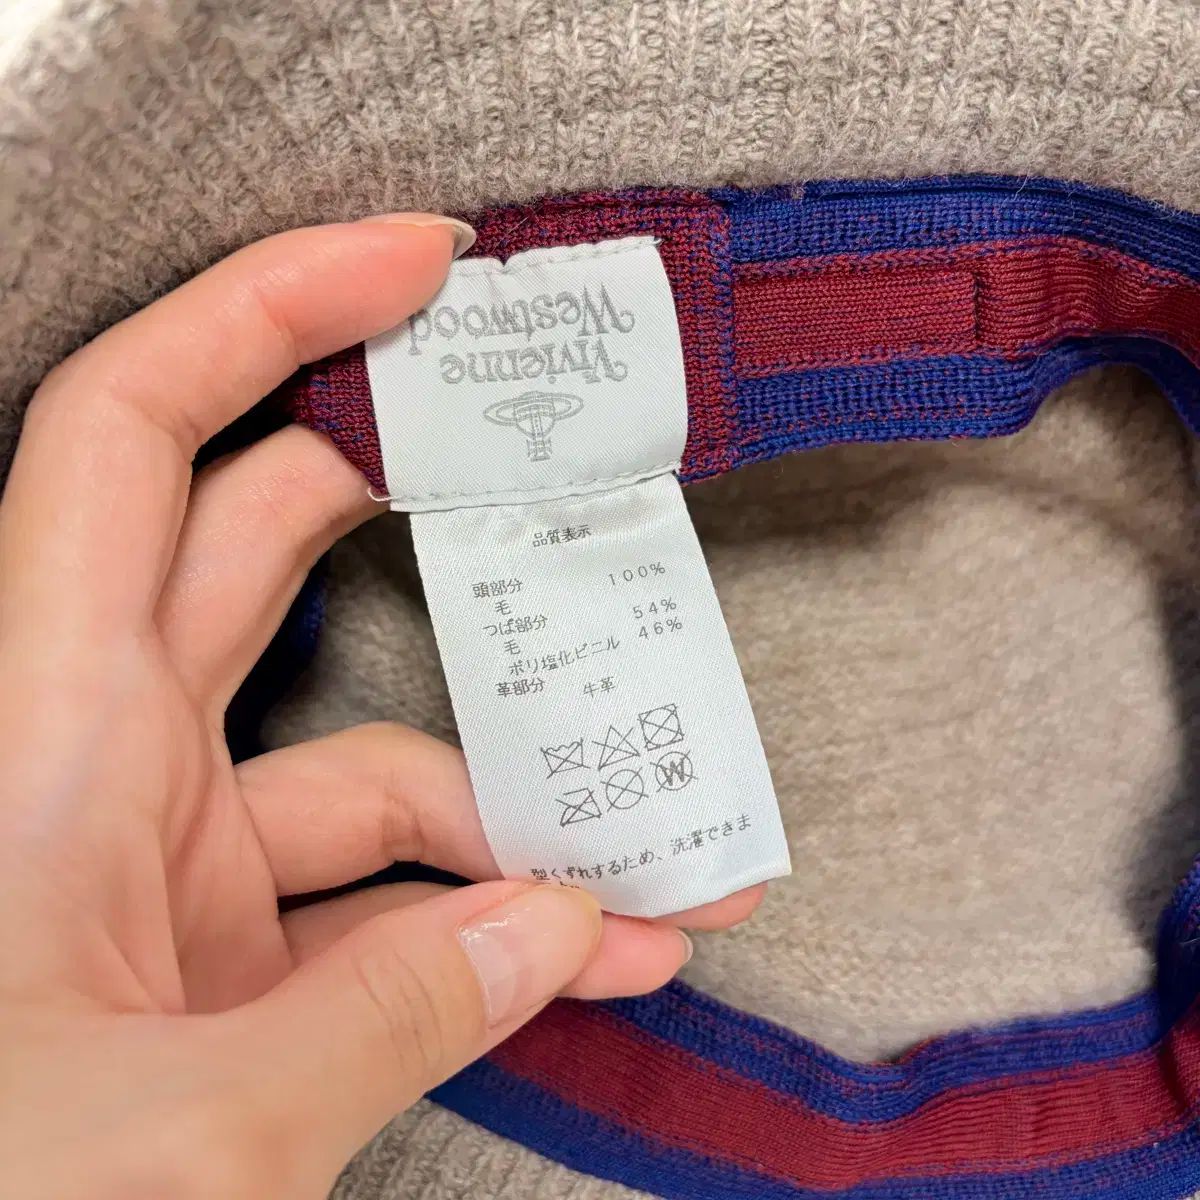 Vivienne
Westwood
品質表示
頭部分
毛 100%
つば部分
毛 54%
ポリ塩化ビニル 46%
革部分 牛革
W
型くずれするため、洗濯できま